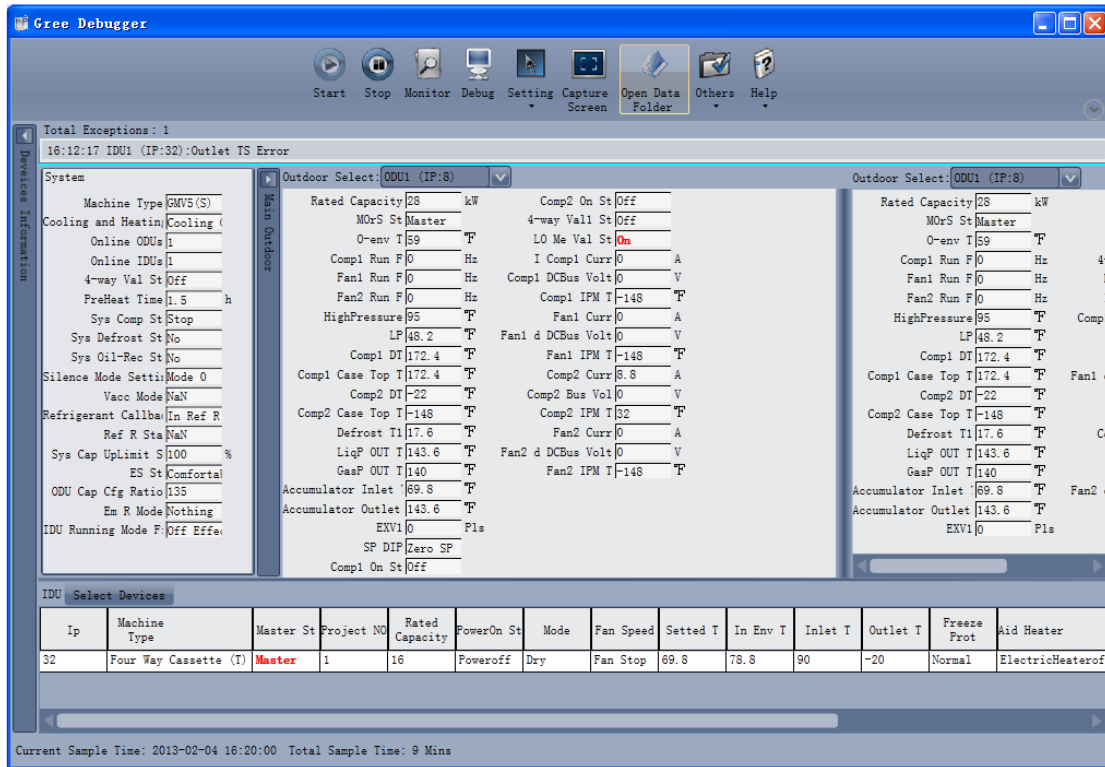 Gree Debugger
Start Stop Monitor Debug Setting Capture Screen Open Data Folder Others Help
Total Exceptions: 1
16:12:17 IDU1 (IP:32):Outlet TS Error
Deveices Information
System
Machine Type GMV5(S)
Cooling and Heatin Cooling (
Online ODUs 1
Online IDUs 1
4-way Val St Off
PreHeat Time 1.5 h
Sys Comp St Stop
Sys Defrost St No
Sys Oil-Rec St No
Silence Mode Setti Mode 0
Vacc Mode NaN
Refrigerant Callba In Ref R
Ref R Sta NaN
Sys Cap UpLimit S 100 %
ES St Comforta
ODU Cap Cfg Ratio 135
Em R Mode Nothing
IDU Running Mode F: Off Effe
Main Outdoor
Outdoor Select: ODU1 (IP:8)
Rated Capacity 28 kW
MOrS St Master
O-env T 59 ℉
Comp1 Run F 0 Hz
Fan1 Run F 0 Hz
Fan2 Run F 0 Hz
HighPressure 95 ℉
LP 48.2 ℉
Comp1 DT 172.4 ℉
Comp1 Case Top T 172.4 ℉
Comp2 DT -22 ℉
Comp2 Case Top T -148 ℉
Defrost T1 17.6 ℉
LiqP OUT T 143.6 ℉
GasP OUT T 140 ℉
Accumulator Inlet 69.8 ℉
Accumulator Outlet 143.6 ℉
EXV1 0 Pls
SP DIP Zero SP
Comp1 On St Off
Comp2 On St Off
4-way Val1 St Off
LO Me Val St On
I Comp1 Curr 0 A
Comp1 DCBus Volt 0 V
Comp1 IPM T -148 ℉
Fan1 Curr 0 A
Fan1 d DCBus Volt 0 V
Fan1 IPM T -148 ℉
Comp2 Curr 8.8 A
Comp2 Bus Vol 0 V
Comp2 IPM T 32 ℉
Fan2 Curr 0 A
Fan2 d DCBus Volt 0 V
Fan2 IPM T -148 ℉
Outdoor Select: ODU1 (IP:8)
Rated Capacity 28 kW
MOrS St Master
O-env T 59 ℉
Comp1 Run F 0 Hz 4-
Fan1 Run F 0 Hz
Fan2 Run F 0 Hz
HighPressure 95 ℉ Comp
LP 48.2 ℉
Comp1 DT 172.4 ℉
Comp1 Case Top T 172.4 ℉ Fan1
Comp2 DT -22 ℉
Comp2 Case Top T -148 ℉
Defrost T1 17.6 ℉
LiqP OUT T 143.6 ℉
GasP OUT T 140 ℉
Accumulator Inlet 69.8 ℉ Fan2
Accumulator Outlet 143.6 ℉
EXV1 0 Pls
IDU Select Devices
Ip Machine Type Master St Project NO Rated Capacity PowerOn St Mode Fan Speed Setted T In Env T Inlet T Outlet T Freeze Prot Aid Heater
32 Four Way Cassette (T) Master 1 16 Poweroff Dry Fan Stop 69.8 78.8 90 -20 Normal ElectricHeaterof
Current Sample Time: 2013-02-04 16:20:00 Total Sample Time: 9 Mins